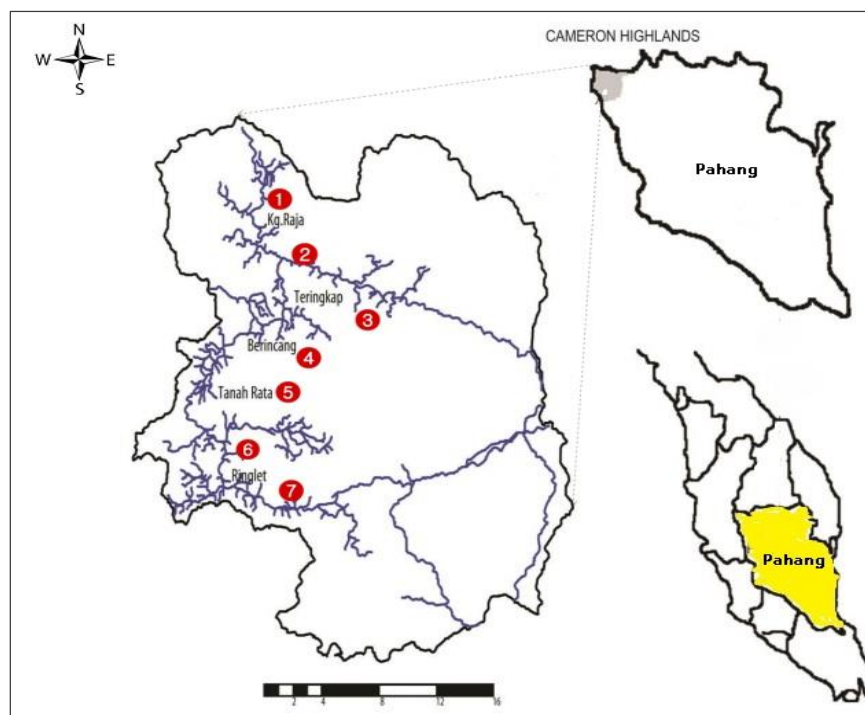 N
W E
S
CAMERON HIGHLANDS
Pahang
1
Kg.Raja
2
Teringkap
3
Berincang
4
Tanah Rata 5
6
Ringlet
7
Pahang
2 4 8 12 16